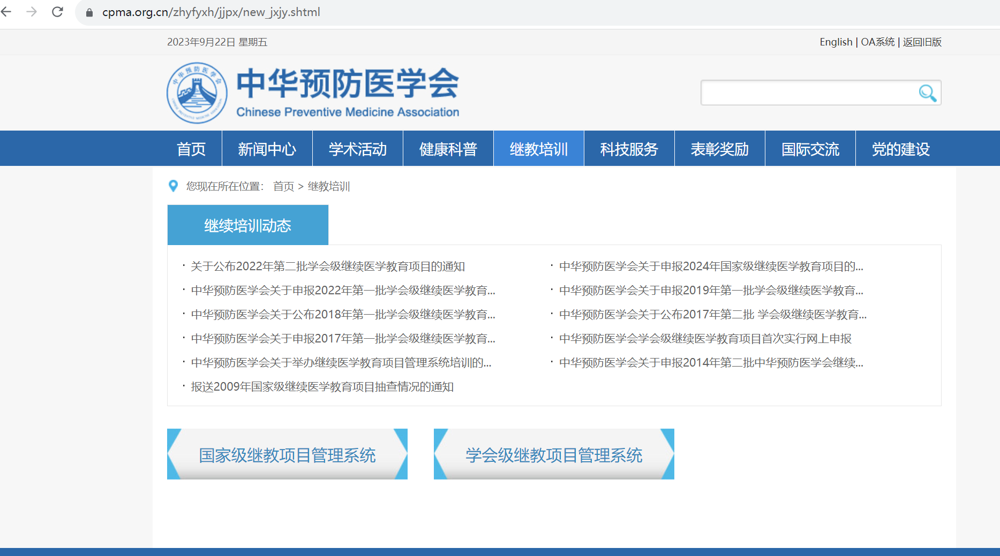 cpma.org.cn/zhyfyxh/jjpx/new_jxjy.shtml
2023年9月22日 星期五
English | OA系统 | 返回旧版
中华预防医学会
CHINESE PREVENTIVE MEDICINE ASSOCIATION
中华预防医学会
Chinese Preventive Medicine Association
首页 新闻中心 学术活动 健康科普 继教培训 科技服务 表彰奖励 国际交流 党的建设
您现在所在位置： 首页 > 继教培训
继续培训动态
· 关于公布2022年第二批学会级继续医学教育项目的通知
· 中华预防医学会关于申报2024年国家级继续医学教育项目的...
· 中华预防医学会关于申报2022年第一批学会级继续医学教育...
· 中华预防医学会关于申报2019年第一批学会级继续医学教育...
· 中华预防医学会关于公布2018年第一批学会级继续医学教育...
· 中华预防医学会关于公布2017年第二批 学会级继续医学教育...
· 中华预防医学会关于申报2017年第一批学会级继续医学教育...
· 中华预防医学会学会级继续医学教育项目首次实行网上申报
· 中华预防医学会关于举办继续医学教育项目管理系统培训的...
· 中华预防医学会关于申报2014年第二批中华预防医学会继续...
· 报送2009年国家级继续医学教育项目抽查情况的通知
国家级继教项目管理系统
学会级继教项目管理系统